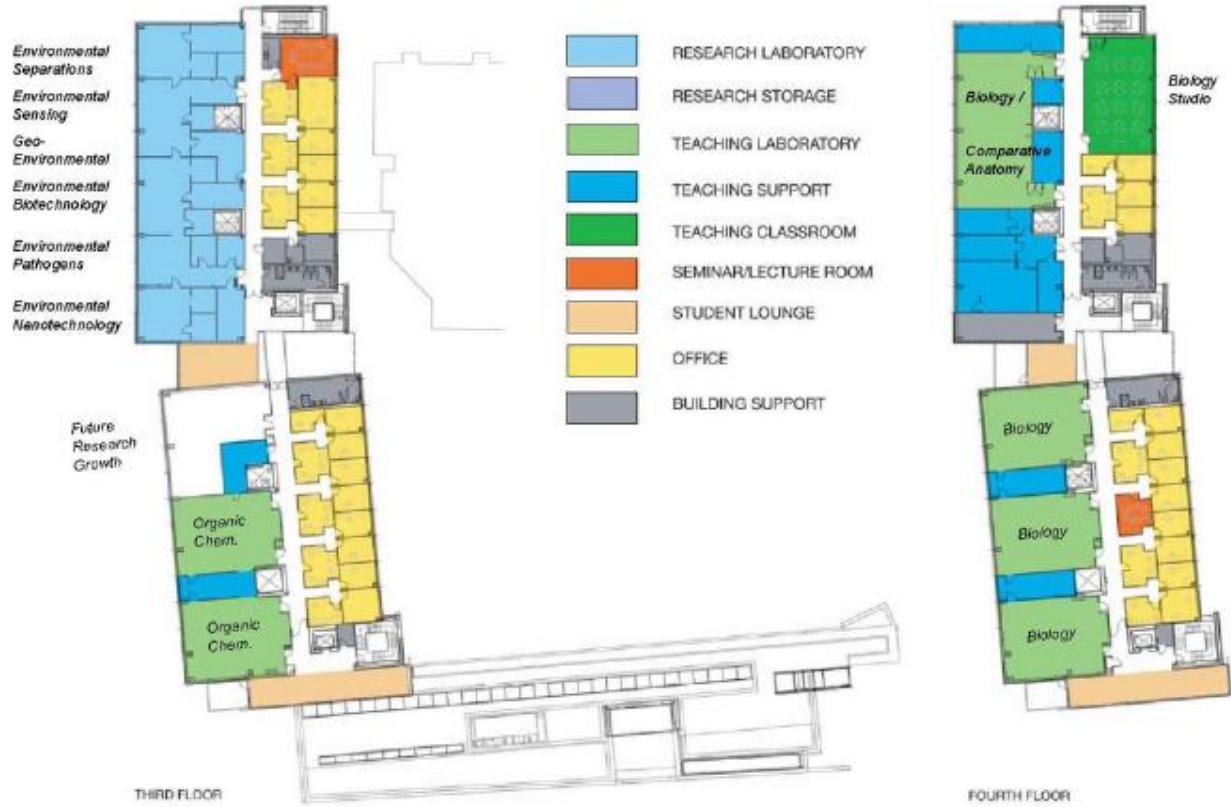 Environmental
Separations
Environmental
Sensing
Geo-
Environmental
Environmental
Biotechnology
Environmental
Pathogens
Environmental
Nanotechnology
Future
Research
Growth
Organic
Chem.
Organic
Chem.
THIRD FLOOR
RESEARCH LABORATORY
RESEARCH STORAGE
TEACHING LABORATORY
TEACHING SUPPORT
TEACHING CLASSROOM
SEMINAR/LECTURE ROOM
STUDENT LOUNGE
OFFICE
BUILDING SUPPORT
Biology /
Comparative
Anatomy
Biology
Studio
Biology
Biology
Biology
FOURTH FLOOR